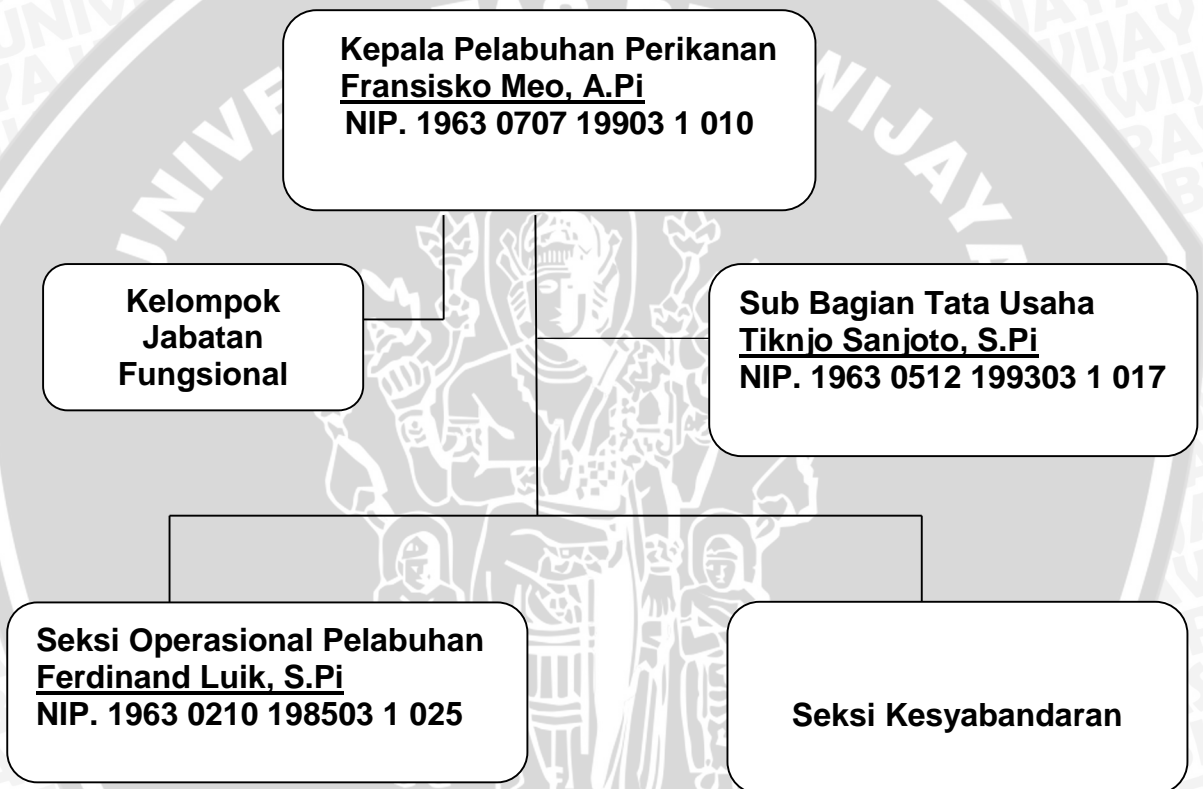 Kepala Pelabuhan Perikanan
Fransisko Meo, A.Pi
NIP. 1963 0707 19903 1 010
Kelompok
Jabatan
Fungsional
Sub Bagian Tata Usaha
Tiknjo Sanjoto, S.Pi
NIP. 1963 0512 199303 1 017
Seksi Operasional Pelabuhan
Ferdinand Luik, S.Pi
NIP. 1963 0210 198503 1 025
Seksi Kesyabandaran